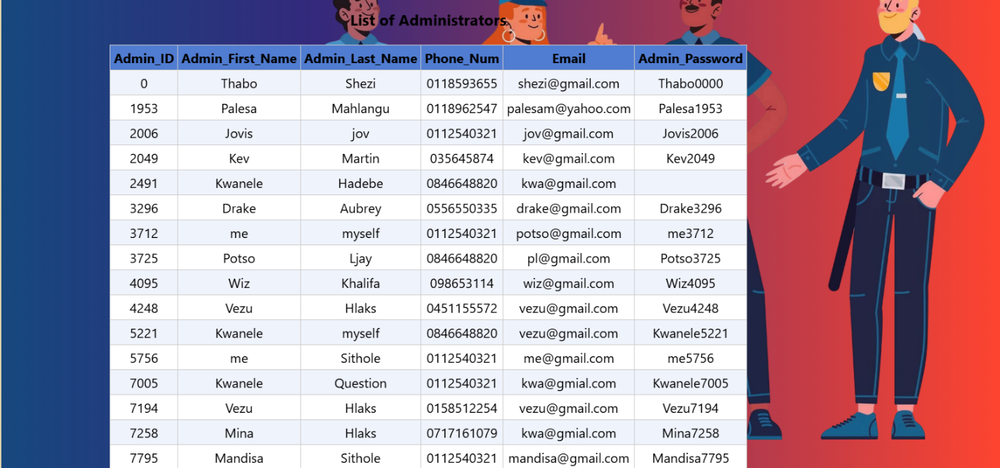 List of Administrators
Admin_ID Admin_First_Name Admin_Last_Name Phone_Num Email Admin_Password
0 Thabo Shezi 0118593655 shezi@gmail.com Thabo0000
1953 Palesa Mahlangu 0118962547 palesam@yahoo.com Palesa1953
2006 Jovis jov 0112540321 jov@gmail.com Jovis2006
2049 Kev Martin 035645874 kev@gmail.com Kev2049
2491 Kwanele Hadebe 0846648820 kwa@gmail.com
3296 Drake Aubrey 0556550335 drake@gmail.com Drake3296
3712 me myself 0112540321 potso@gmail.com me3712
3725 Potso Ljay 0846648820 pl@gmail.com Potso3725
4095 Wiz Khalifa 098653114 wiz@gmail.com Wiz4095
4248 Vezu Hlaks 0451155572 vezu@gmail.com Vezu4248
5221 Kwanele myself 0846648820 vezu@gmail.com Kwanele5221
5756 me Sithole 0112540321 me@gmail.com me5756
7005 Kwanele Question 0112540321 kwa@gmial.com Kwanele7005
7194 Vezu Hlaks 0158512254 vezu@gmail.com Vezu7194
7258 Mina Hlaks 0717161079 kwa@gmial.com Mina7258
7795 Mandisa Sithole 0112540321 mandisa@gmail.com Mandisa7795